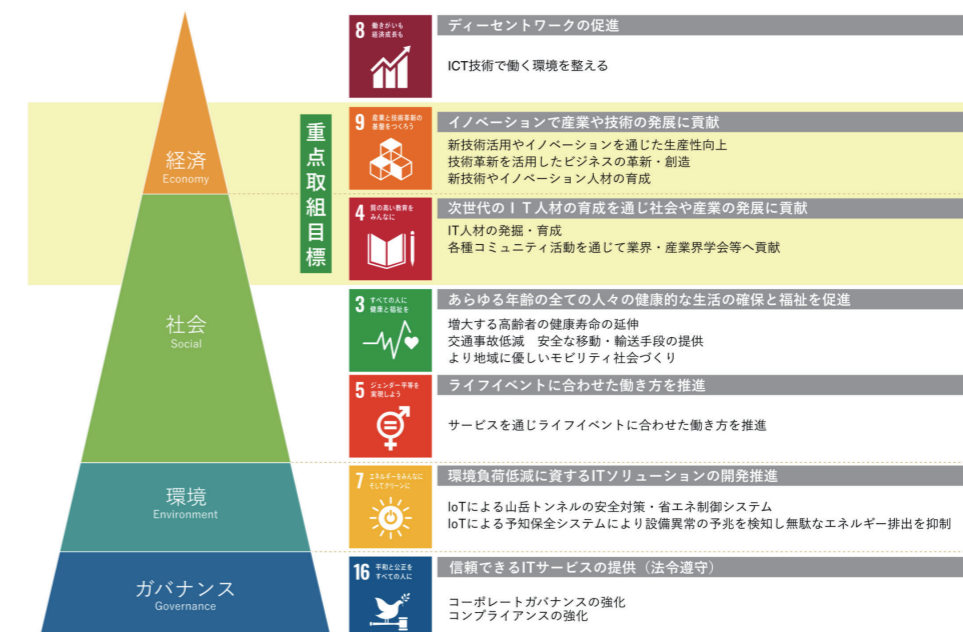 8 働きがいも
経済成長も
ディーセントワークの促進
ICT技術で働く環境を整える
経済
Economy
重点取組目標
9 産業と技術革新の
基盤をつくろう
イノベーションで産業や技術の発展に貢献
新技術活用やイノベーションを通じた生産性向上
技術革新を活用したビジネスの革新・創造
新技術やイノベーション人材の育成
4 質の高い教育を
みんなに
次世代のIT人材の育成を通じ社会や産業の発展に貢献
IT人材の発掘・育成
各種コミュニティ活動を通じて業界・産業界学会等へ貢献
社会
Social
3 すべての人に
健康と福祉を
あらゆる年齢の全ての人々の健康的な生活の確保と福祉を促進
増大する高齢者の健康寿命の延伸
交通事故低減 安全な移動・輸送手段の提供
より地域に優しいモビリティ社会づくり
5 ジェンダー平等を
実現しよう
ライフイベントに合わせた働き方を推進
サービスを通じライフイベントに合わせた働き方を推進
環境
Environment
7 エネルギーをみんなに
そしてクリーンに
環境負荷低減に資するITソリューションの開発推進
IoTによる山岳トンネルの安全対策・省エネ制御システム
IoTによる予知保全システムにより設備異常の予兆を検知し無駄なエネルギー排出を抑制
ガバナンス
Governance
16 平和と公正を
すべての人に
信頼できるITサービスの提供(法令遵守)
コーポレートガバナンスの強化
コンプライアンスの強化